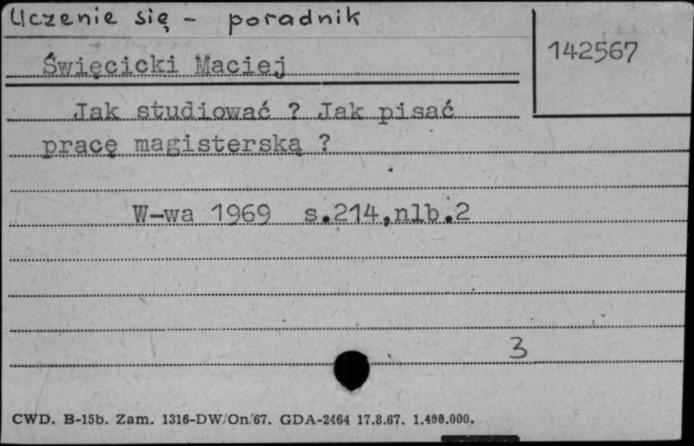 Uczenie się - poradnik
142567
Święcicki Maciej
Jak studiować ? Jak pisać
pracę magisterską ?
W-wa 1969 s.214,nlb.2
3
CWD. B-15b. Zam. 1316-DW/On/67. GDA-2464 17.8.67. 1.400.000.